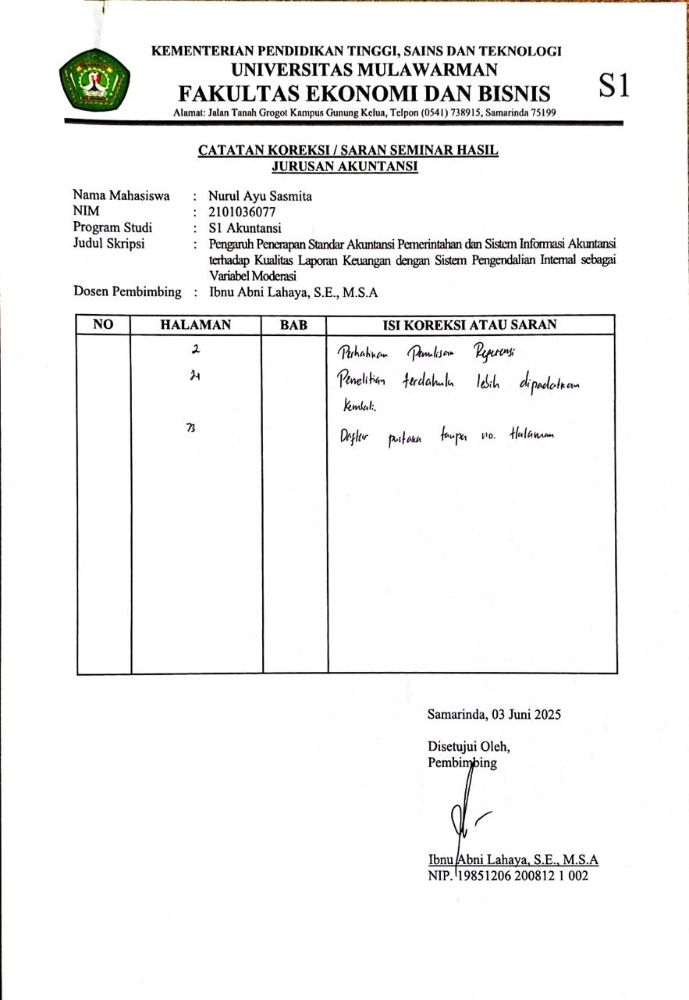 KEMENTERIAN PENDIDIKAN TINGGI, SAINS DAN TEKNOLOGI
UNIVERSITAS MULAWARMAN
FAKULTAS EKONOMI DAN BISNIS
S1
Alamat: Jalan Tanah Grogot Kampus Gunung Kelua, Telpon (0541) 738915, Samarinda 75199
CATATAN KOREKSI / SARAN SEMINAR HASIL
JURUSAN AKUNTANSI
Nama Mahasiswa : Nurul Ayu Sasmita
NIM : 2101036077
Program Studi : S1 Akuntansi
Judul Skripsi : Pengaruh Penerapan Standar Akuntansi Pemerintahan dan Sistem Informasi Akuntansi
terhadap Kualitas Laporan Keuangan dengan Sistem Pengendalian Internal sebagai
Variabel Moderasi
Dosen Pembimbing : Ibnu Abni Lahaya, S.E., M.S.A
NO HALAMAN BAB ISI KOREKSI ATAU SARAN
2 Perhatikan Penulisan Referensi
Penelitian terdahulu lebih dipadatkan
kembali.
73 Daftar pustaka tanpa no. Halaman
Samarinda, 03 Juni 2025
Disetujui Oleh,
Pembimbing
Ibnu Abni Lahaya, S.E., M.S.A
NIP. 19851206 200812 1 002